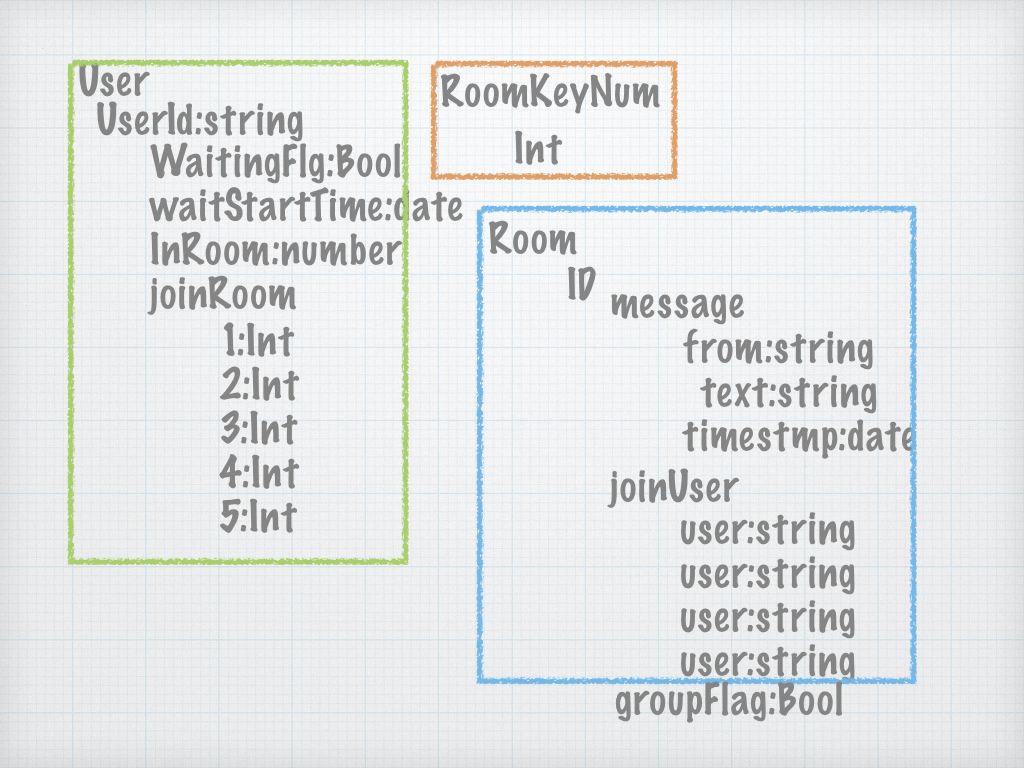 User
UserId:string
WaitingFlg:Bool
waitStartTime:date
InRoom:number
joinRoom
1:Int
2:Int
3:Int
4:Int
5:Int
RoomKeyNum
Int
Room
ID
message
from:string
text:string
timestmp:date
joinUser
user:string
user:string
user:string
user:string
groupFlag:Bool